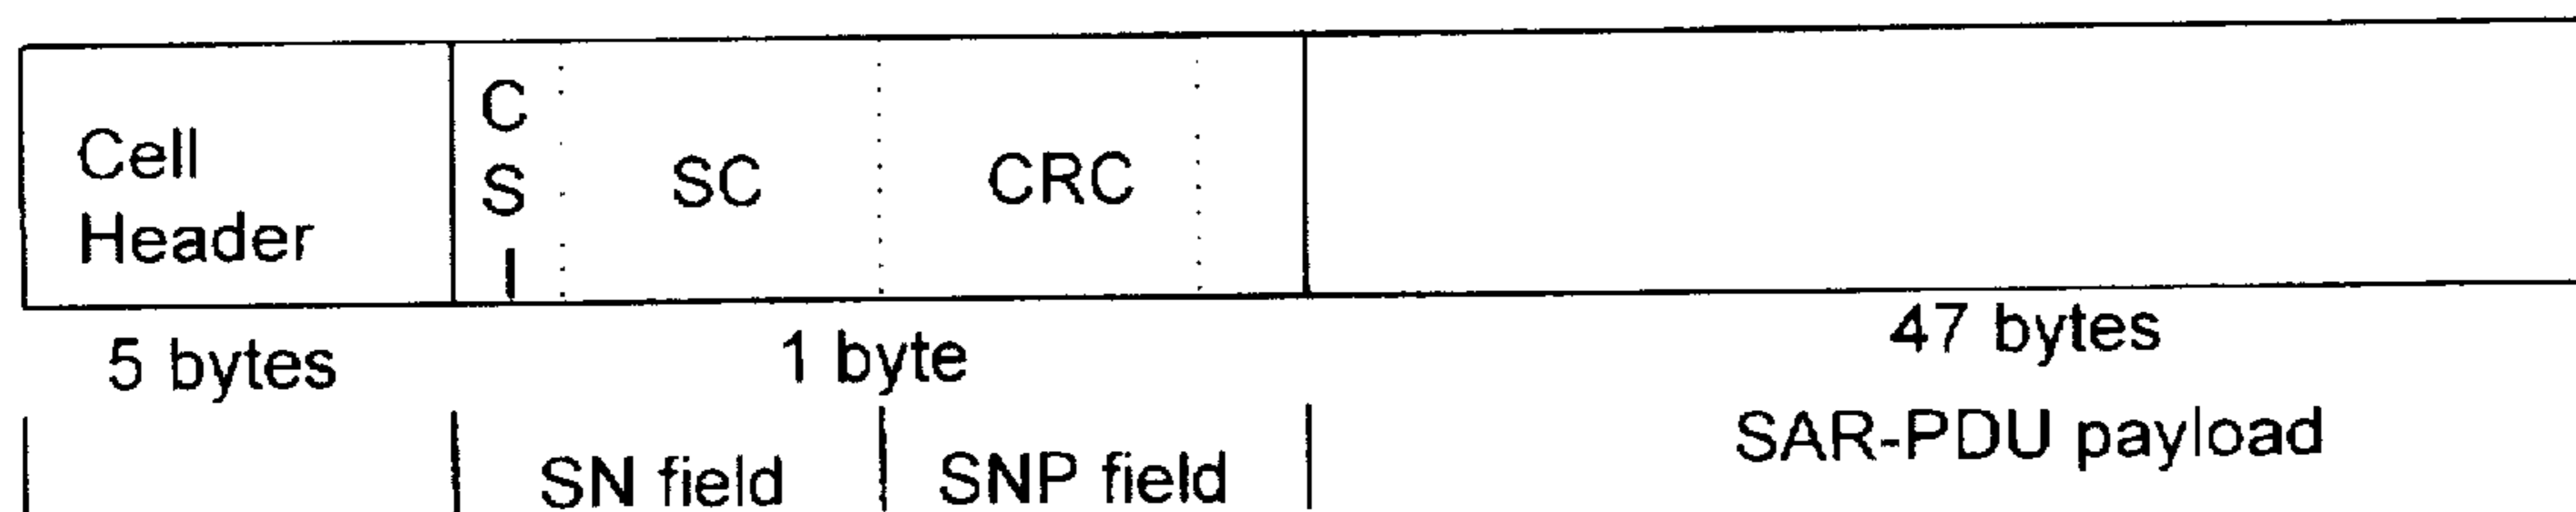 Cell
Header
C
S
I
SC
CRC
5 bytes
1 byte
47 bytes
SN field
SNP field
SAR-PDU payload